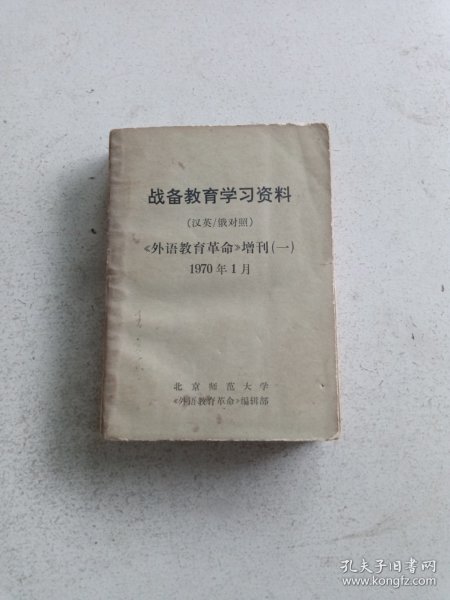 战备教育学习资料
(汉英/俄对照)
《外语教育革命》增刊(一)
1970年1月
北京师范大学
《外语教育革命》编辑部
孔夫子旧书网
www.kongfz.com